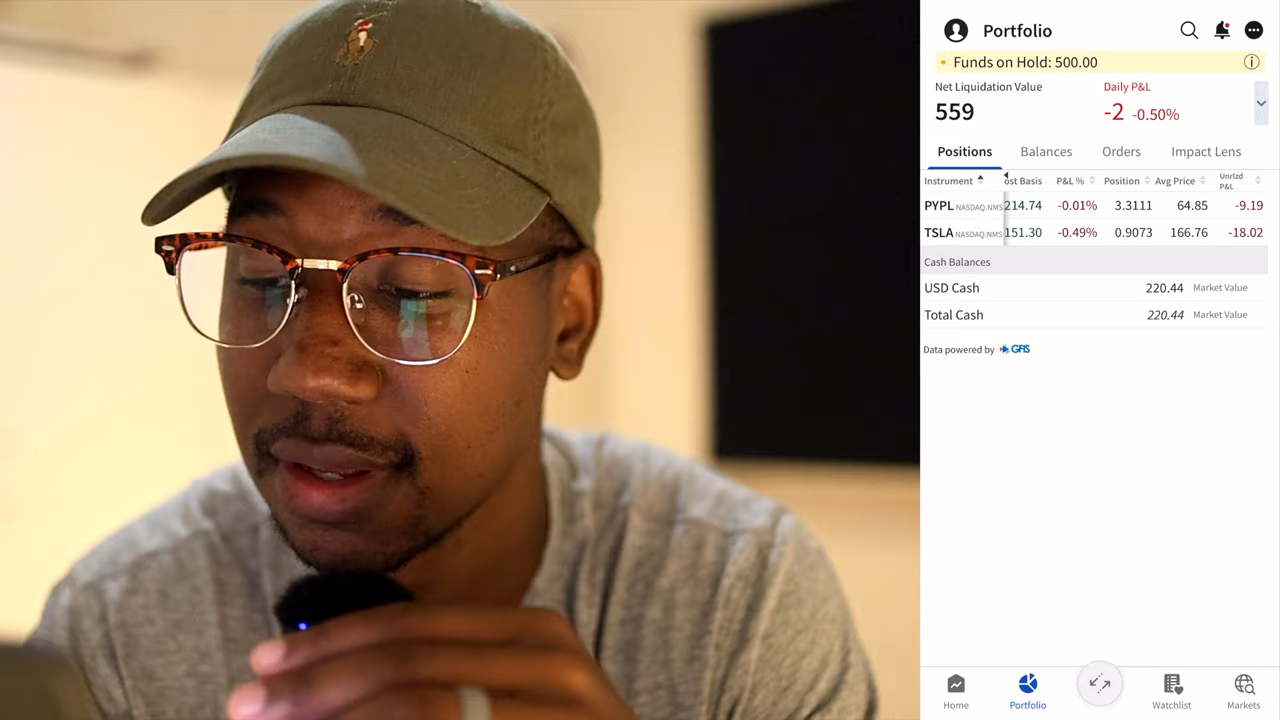 Portfolio
Funds on Hold: 500.00
Net Liquidation Value
Daily P&L
559
-2 -0.50%
Positions Balances Orders Impact Lens
Instrument ost Basis P&L % Position Avg Price Unrlzd P&L
PYPL NASDAQ.NMS 214.74 -0.01% 3.3111 64.85 -9.19
TSLA NASDAQ.NMS 151.30 -0.49% 0.9073 166.76 -18.02
Cash Balances
USD Cash 220.44 Market Value
Total Cash 220.44 Market Value
Data powered by GFIS
Home Portfolio Watchlist Markets